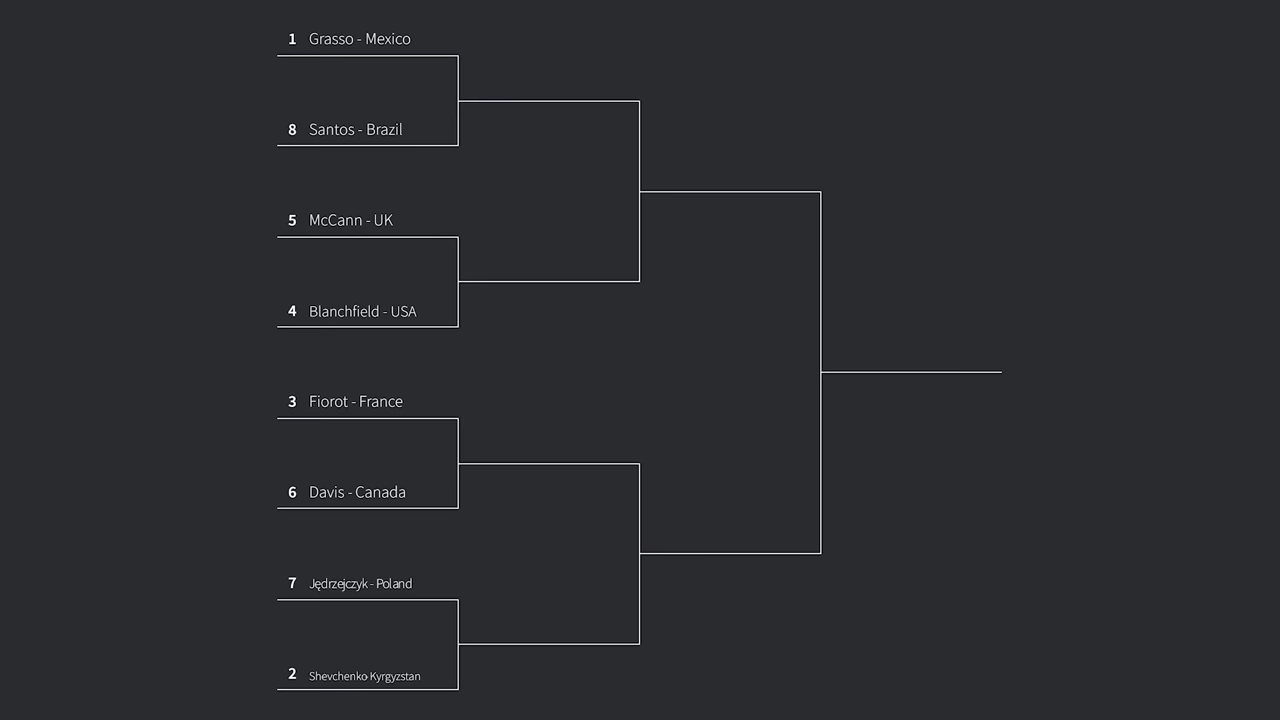 1 Grasso - Mexico
8 Santos - Brazil
5 McCann - UK
4 Blanchfield - USA
3 Fiorot - France
6 Davis - Canada
7 Jędrzejczyk - Poland
2 Shevchenko Kyrgyzstan